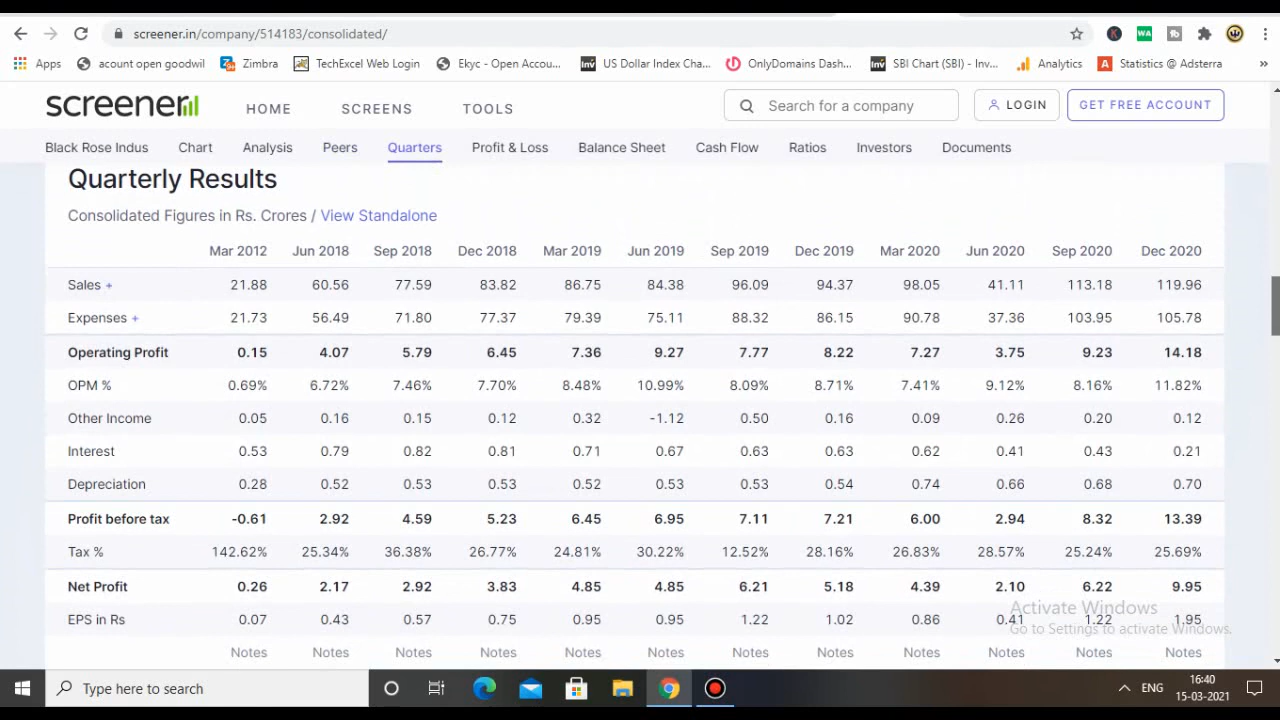 screener.in/company/514183/consolidated/
Apps acount open goodwil Zimbra TechExcel Web Login Ekyc - Open Accou... US Dollar Index Cha... OnlyDomains Dash... SBI Chart (SBI) - Inv... Analytics Statistics @ Adsterra »
screener HOME SCREENS TOOLS Search for a company LOGIN GET FREE ACCOUNT
Black Rose Indus Chart Analysis Peers Quarters Profit & Loss Balance Sheet Cash Flow Ratios Investors Documents
Quarterly Results
Consolidated Figures in Rs. Crores / View Standalone
Mar 2012 Jun 2018 Sep 2018 Dec 2018 Mar 2019 Jun 2019 Sep 2019 Dec 2019 Mar 2020 Jun 2020 Sep 2020 Dec 2020
Sales + 21.88 60.56 77.59 83.82 86.75 84.38 96.09 94.37 98.05 41.11 113.18 119.96
Expenses + 21.73 56.49 71.80 77.37 79.39 75.11 88.32 86.15 90.78 37.36 103.95 105.78
Operating Profit 0.15 4.07 5.79 6.45 7.36 9.27 7.77 8.22 7.27 3.75 9.23 14.18
OPM % 0.69% 6.72% 7.46% 7.70% 8.48% 10.99% 8.09% 8.71% 7.41% 9.12% 8.16% 11.82%
Other Income 0.05 0.16 0.15 0.12 0.32 -1.12 0.50 0.16 0.09 0.26 0.20 0.12
Interest 0.53 0.79 0.82 0.81 0.71 0.67 0.63 0.63 0.62 0.41 0.43 0.21
Depreciation 0.28 0.52 0.53 0.53 0.52 0.53 0.53 0.54 0.74 0.66 0.68 0.70
Profit before tax -0.61 2.92 4.59 5.23 6.45 6.95 7.11 7.21 6.00 2.94 8.32 13.39
Tax % 142.62% 25.34% 36.38% 26.77% 24.81% 30.22% 12.52% 28.16% 26.83% 28.57% 25.24% 25.69%
Net Profit 0.26 2.17 2.92 3.83 4.85 4.85 6.21 5.18 4.39 2.10 6.22 9.95
Activate Windows
EPS in Rs 0.07 0.43 0.57 0.75 0.95 0.95 1.22 1.02 0.86 0.41 1.22 1.95
Go to Settings to activate Windows.
Notes Notes Notes Notes Notes Notes Notes Notes Notes Notes Notes Notes
Type here to search ENG 16:40
15-03-2021